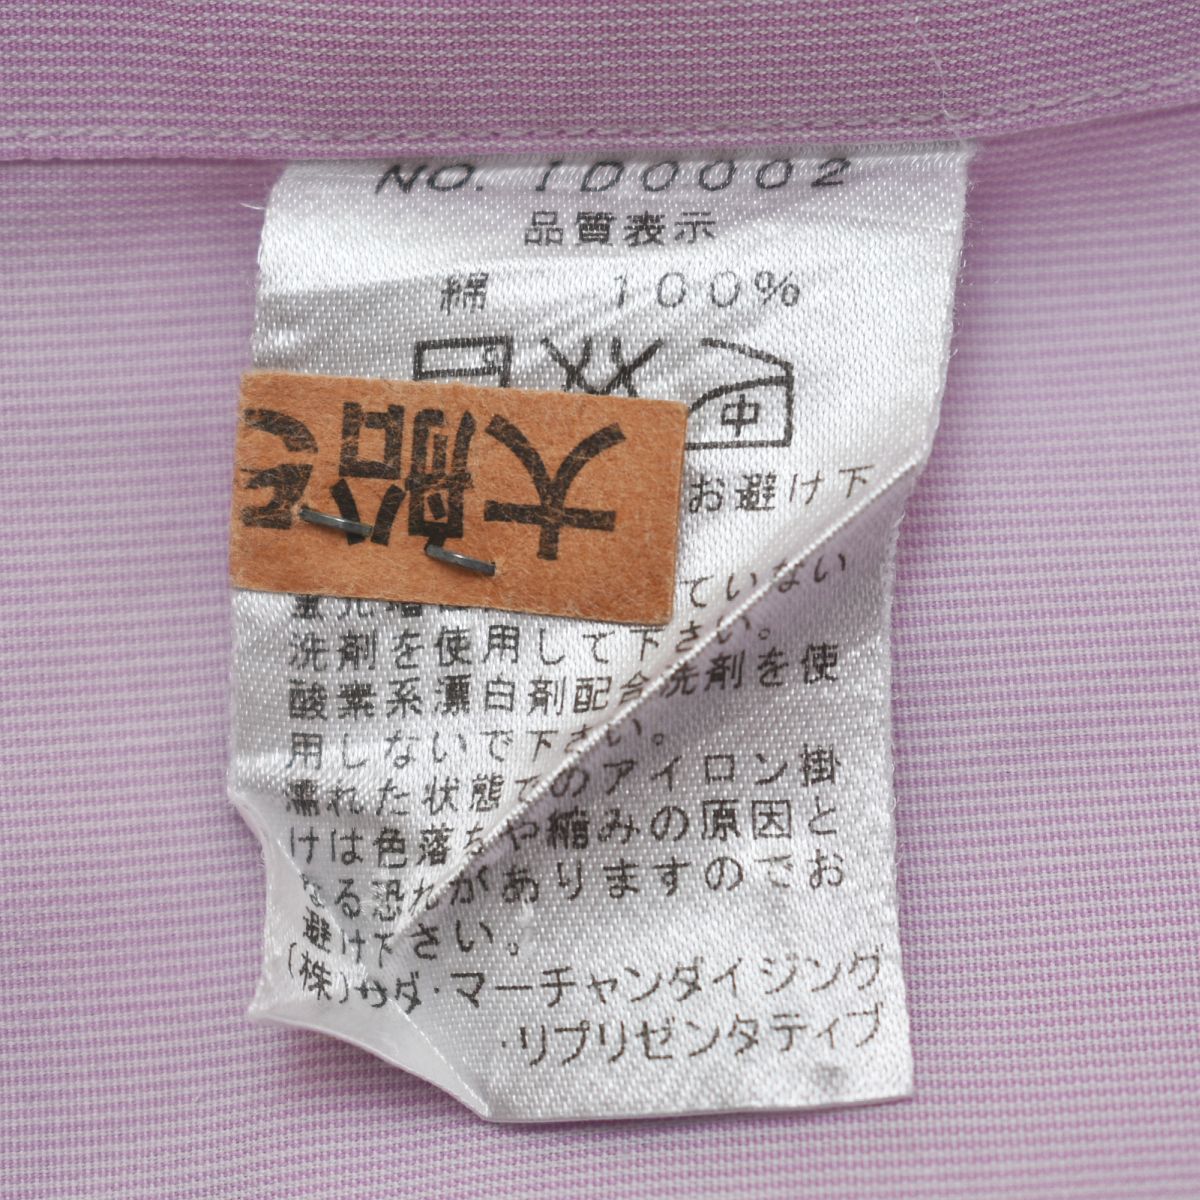 NO. 1D0002
品質表示
綿 100%
中
お避け下
ていない
洗剤を使用して下さい。
酸素系漂白剤配合洗剤を使
用しないで下さい。
濡れた状態でのアイロン掛
けは色落ちや縮みの原因と
なる恐れがありますのでお
避け下さい。
(株)サダ・マーチャンダイジング
・リプリゼンタティブ
大